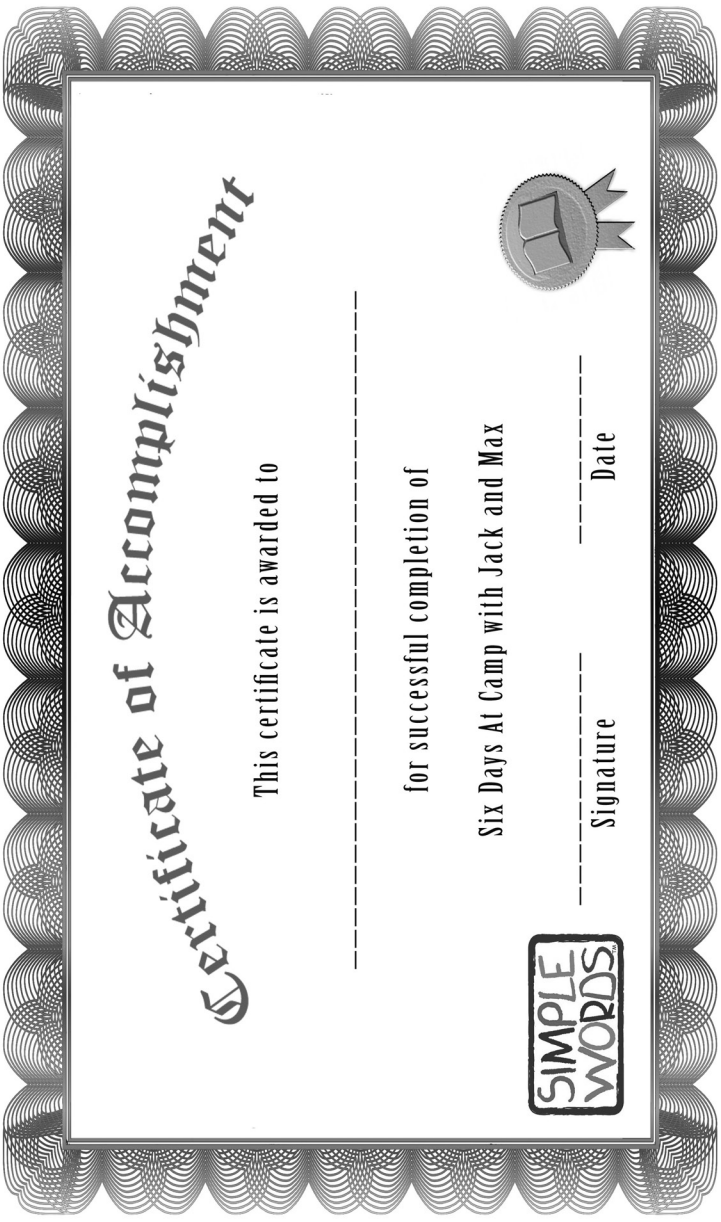 Certificate of Accomplishment
This certificate is awarded to
for successful completion of
Six Days At Camp with Jack and Max
Signature
Date
SIMPLE
WORDS™